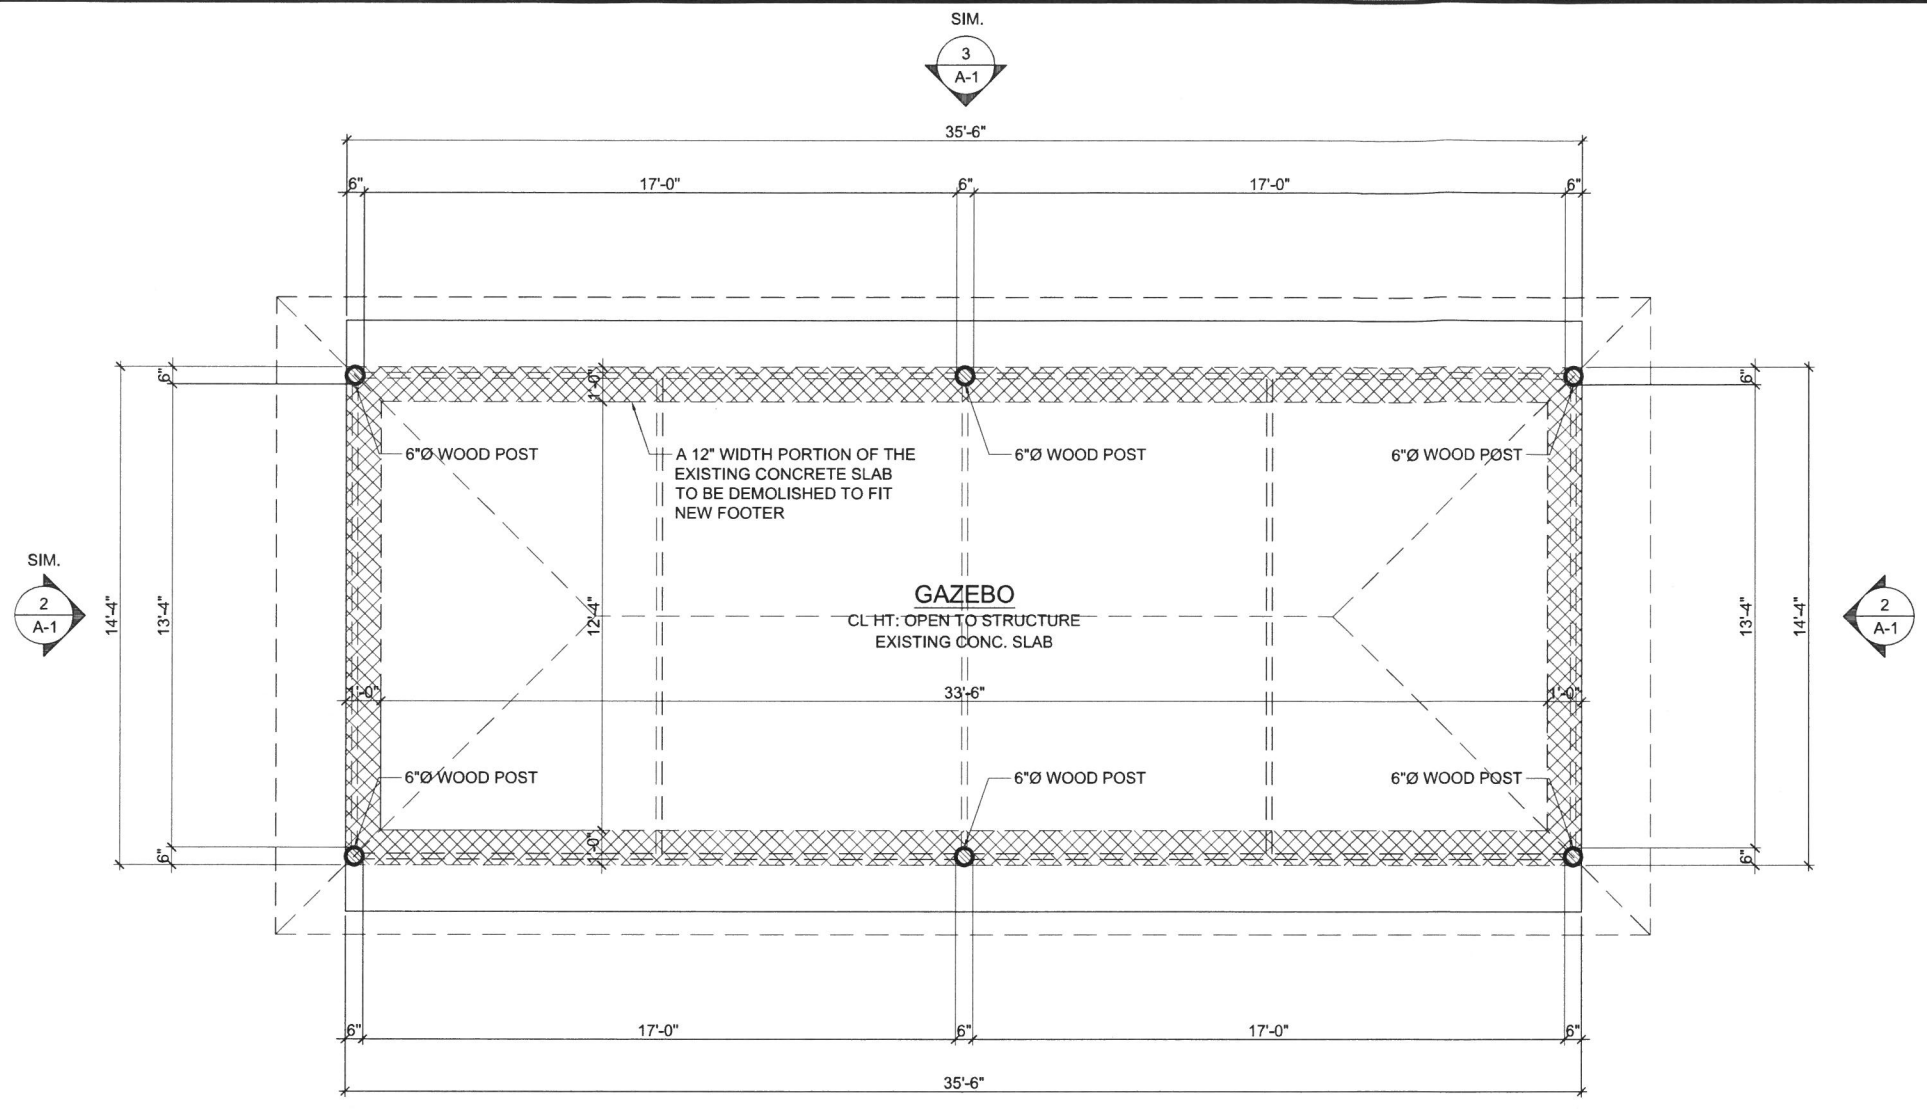 SIM.
3
A-1
35'-6"
6"
17'-0"
6"
17'-0"
6"
6"
1'-0"
6"
6"Ø WOOD POST
A 12" WIDTH PORTION OF THE
EXISTING CONCRETE SLAB
TO BE DEMOLISHED TO FIT
NEW FOOTER
6"Ø WOOD POST
6"Ø WOOD POST
SIM.
2
A-1
14'-4"
13'-4"
12'-4"
GAZEBO
CL HT: OPEN TO STRUCTURE
EXISTING CONC. SLAB
13'-4"
14'-4"
2
A-1
1'-0"
33'-6"
1'-0"
6"Ø WOOD POST
6"Ø WOOD POST
6"Ø WOOD POST
6"
1'-0"
6"
6"
17'-0"
6"
17'-0"
6"
35'-6"